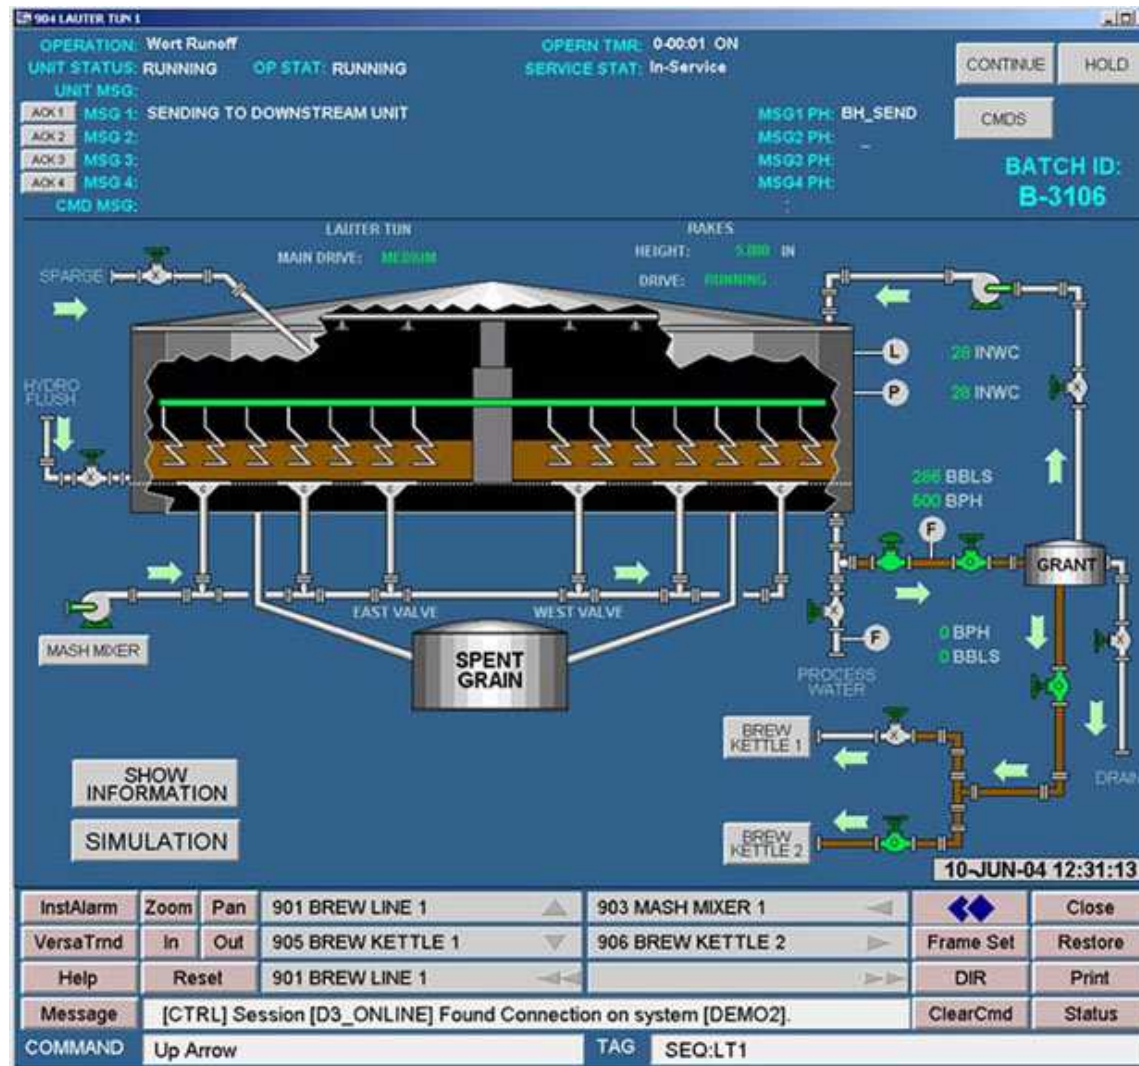 904 LAUTER TUN 1
OPERATION: Wort Runoff OPERN TMR: 0-00:01 ON
UNIT STATUS: RUNNING OP STAT: RUNNING SERVICE STAT: In-Service
CONTINUE HOLD
UNIT MSG:
ACK 1 MSG 1: SENDING TO DOWNSTREAM UNIT MSG1 PH: BH_SEND
CMDS
ACK 2 MSG 2: MSG2 PH: _
ACK 3 MSG 3: MSG3 PH:
ACK 4 MSG 4: MSG4 PH:
CMD MSG: :
BATCH ID:
B-3106
LAUTER TUN RAKES
MAIN DRIVE: MEDIUM HEIGHT: 5.000 IN
DRIVE: RUNNING
SPARGE
L 28 INWC
P 28 INWC
HYDRO
FLUSH
286 BBLS
500 BPH
F
GRANT
EAST VALVE WEST VALVE
MASH MIXER
SPENT
GRAIN
F 0 BPH
0 BBLS
PROCESS
WATER
BREW
KETTLE 1
SHOW
INFORMATION
DRAIN
SIMULATION
BREW
KETTLE 2
10-JUN-04 12:31:13
InstAlarm Zoom Pan 901 BREW LINE 1 903 MASH MIXER 1 Close
VersaTrnd In Out 905 BREW KETTLE 1 906 BREW KETTLE 2 Frame Set Restore
Help Reset 901 BREW LINE 1 DIR Print
Message [CTRL] Session [D3_ONLINE] Found Connection on system [DEMO2]. ClearCmd Status
COMMAND Up Arrow TAG SEQ:LT1